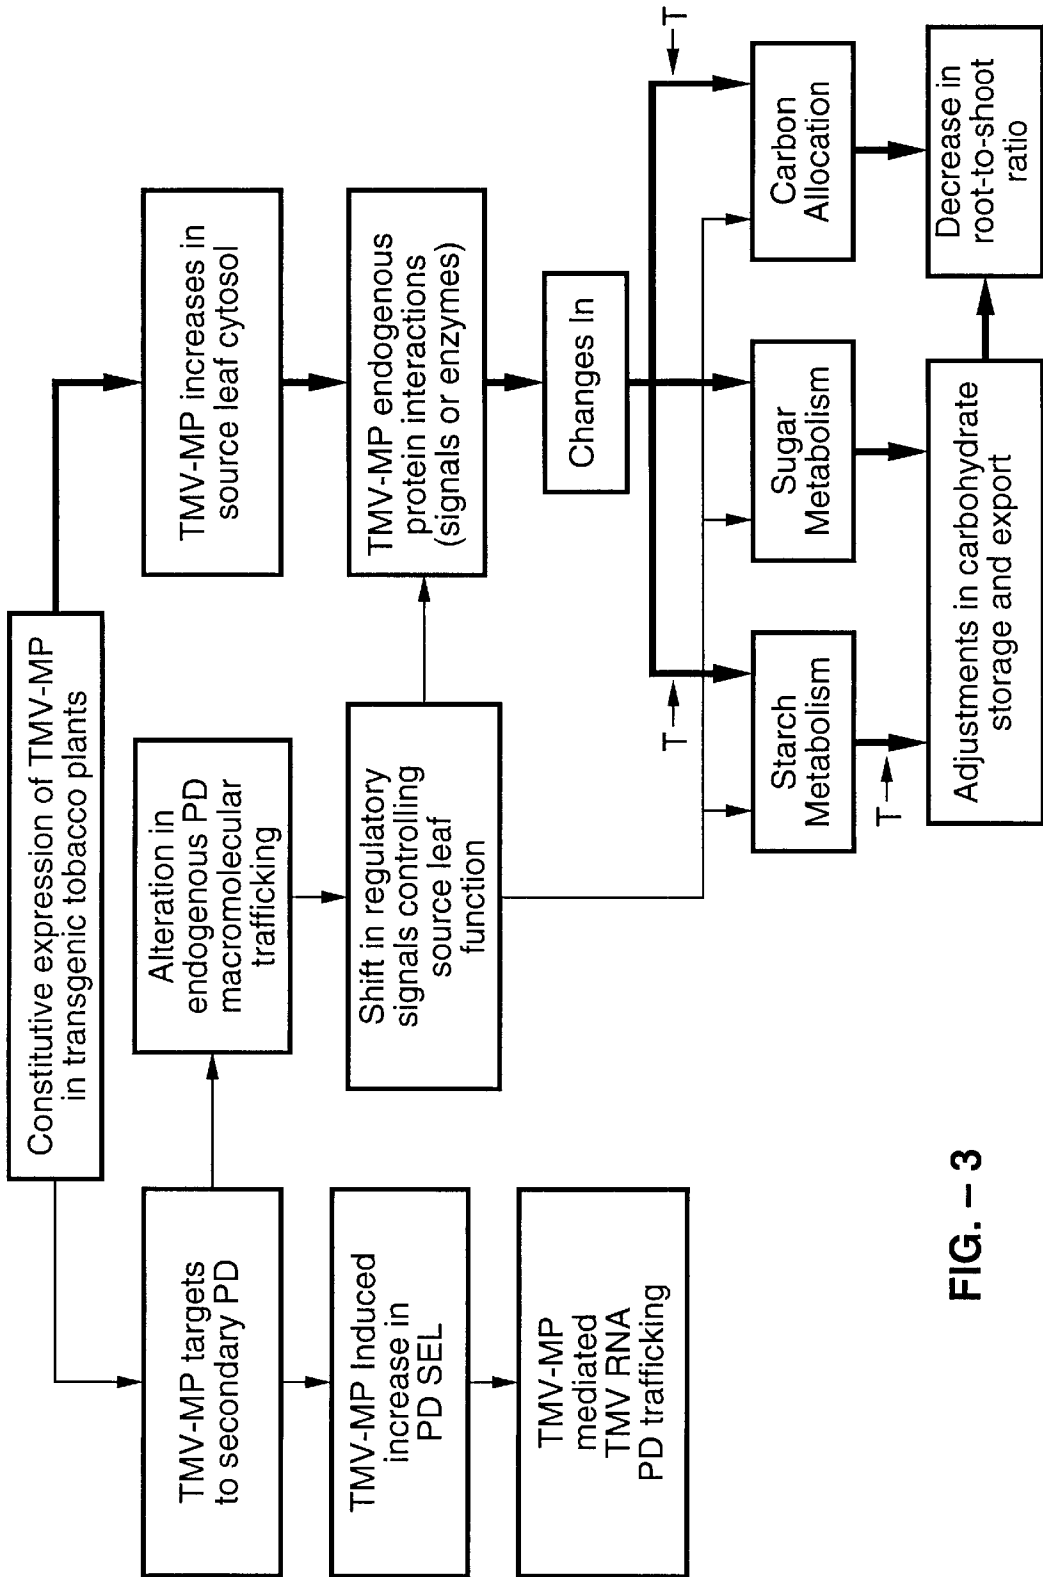 Constitutive expression of TMV-MP
in transgenic tobacco plants
TMV-MP targets
to secondary PD
Alteration in
endogenous PD
macromolecular
trafficking
TMV-MP increases in
source leaf cytosol
TMV-MP Induced
increase in
PD SEL
Shift in regulatory
signals controlling
source leaf
function
TMV-MP endogenous
protein interactions
(signals or enzymes)
TMV-MP
mediated
TMV RNA
PD trafficking
Changes In
T
T
Starch
Metabolism
Sugar
Metabolism
Carbon
Allocation
T
Adjustments in carbohydrate
storage and export
Decrease in
root-to-shoot
ratio
FIG. – 3